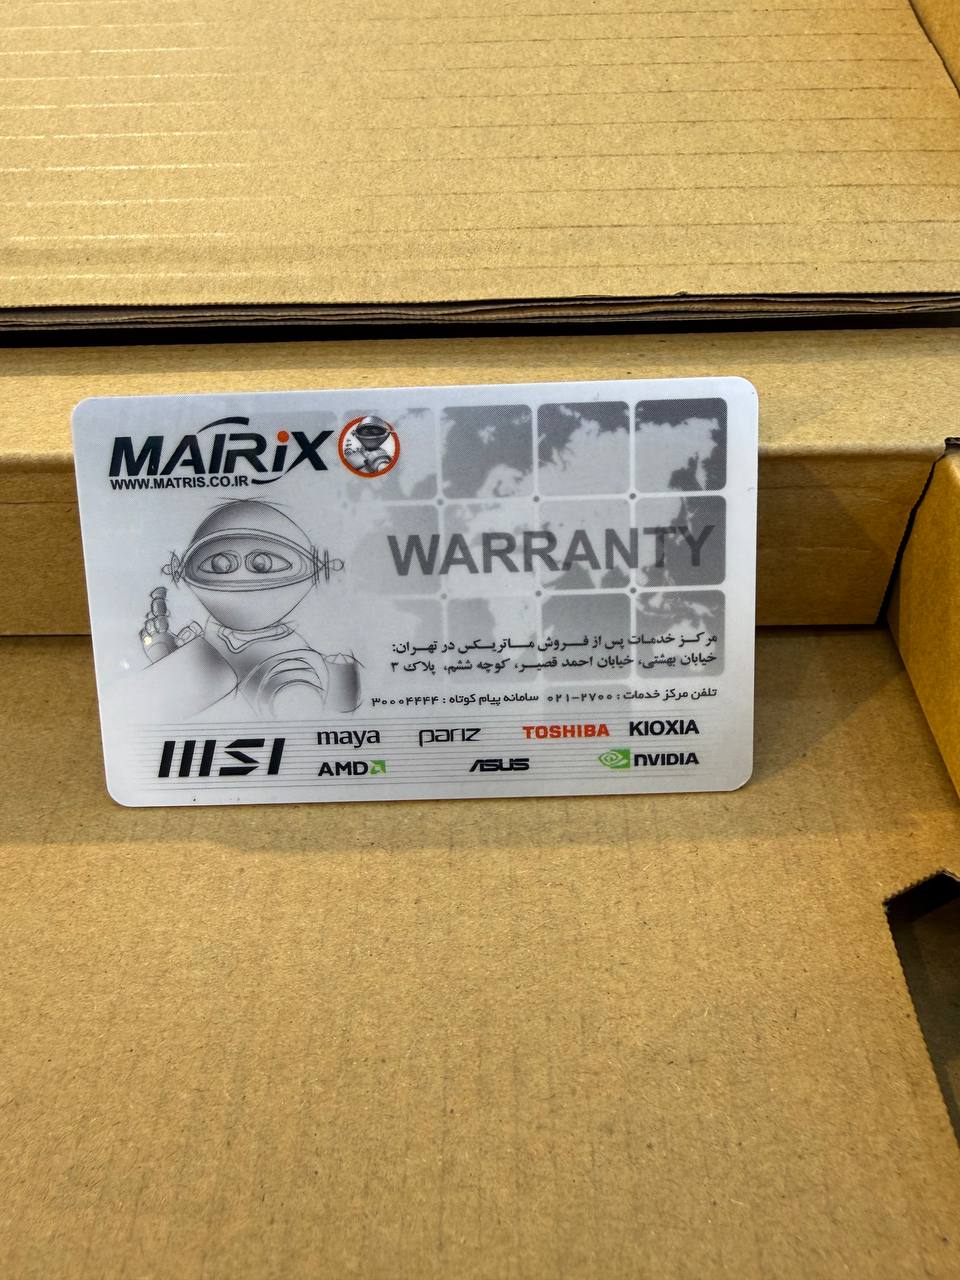 MATRIX
WWW.MATRIS.CO.IR
WARRANTY
مرکز خدمات پس از فروش ماتریکس در تهران:
خیابان بهشتی، خیابان احمد قصیر، کوچه ششم، پلاک ۳
تلفن مرکز خدمات : ۲۷۰۰-۰۲۱ سامانه پیام کوتاه : ۳۰۰۰۴۴۴۴
msi
maya pariz TOSHIBA KIOXIA
AMD ASUS NVIDIA